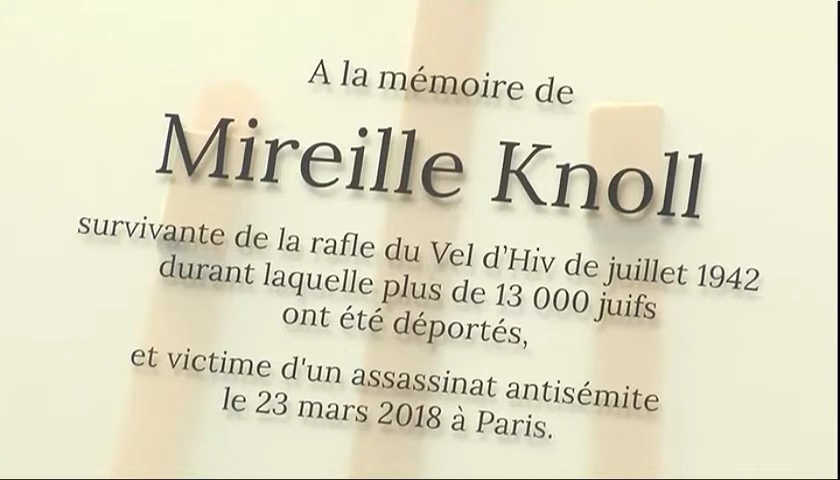 A la mémoire de
Mireille Knoll
survivante de la rafle du Vel d'Hiv de juillet 1942
durant laquelle plus de 13 000 juifs
ont été déportés,
et victime d'un assassinat antisémite
le 23 mars 2018 à Paris.